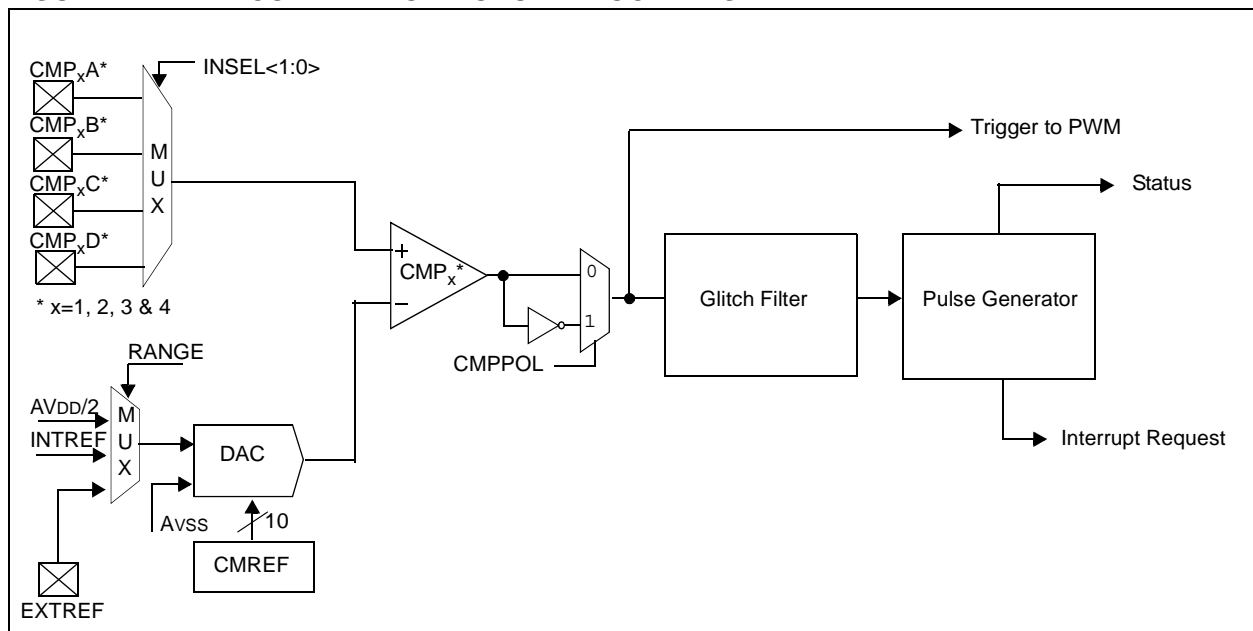 INSEL<1:0>
CMPxA*
CMPxB*
CMPxC*
CMPxD*
M
U
X
* x=1, 2, 3 & 4
Trigger to PWM
Status
+
−
CMPx*
0
1
CMPPOL
Glitch Filter
Pulse Generator
Interrupt Request
RANGE
AVDD/2
INTREF
M
U
X
DAC
AVSS
10
CMREF
EXTREF